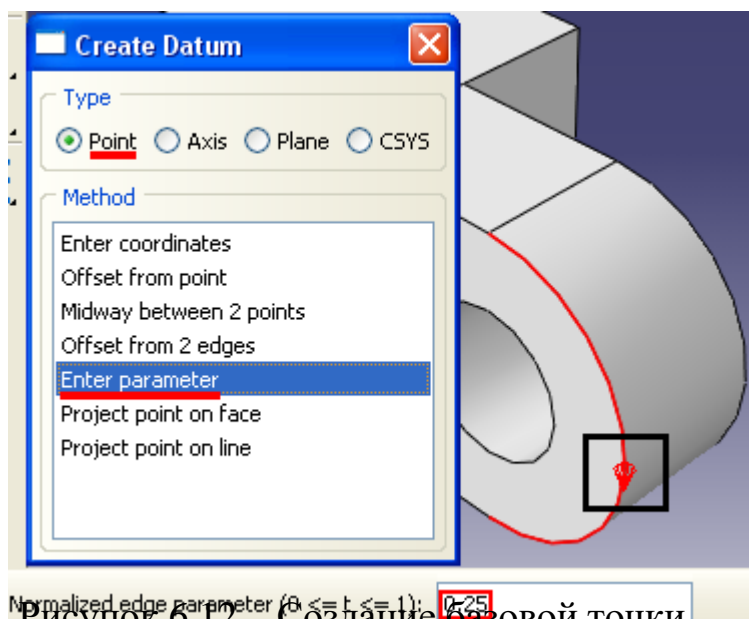 Create Datum
Type
Point Axis Plane CSYS
Method
Enter coordinates
Offset from point
Midway between 2 points
Offset from 2 edges
Enter parameter
Project point on face
Project point on line
Normalized edge parameter (0 <= t <= 1): 0.25
Рисунок 6.12 Создание базовой точки